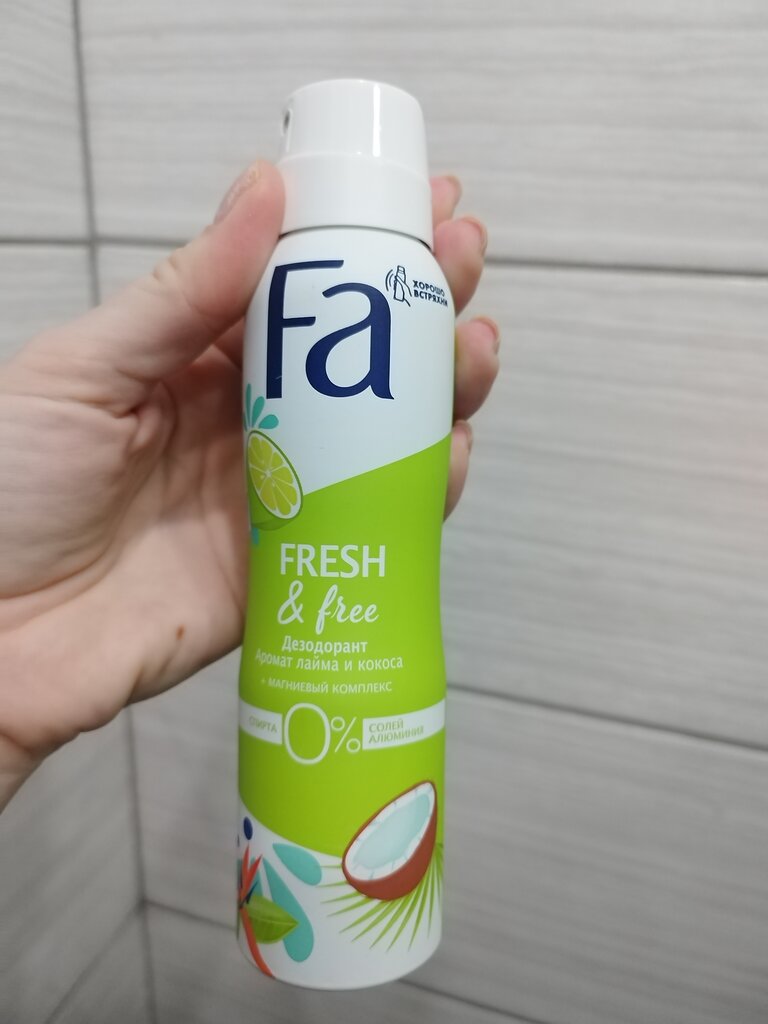 Fa
ХОРОШО
ВСТРЯХНИ
FRESH
& free
Дезодорант
Аромат лайма и кокоса
+ МАГНИЕВЫЙ КОМПЛЕКС
СПИРТА 0% СОЛЕЙ
АЛЮМИНИЯ